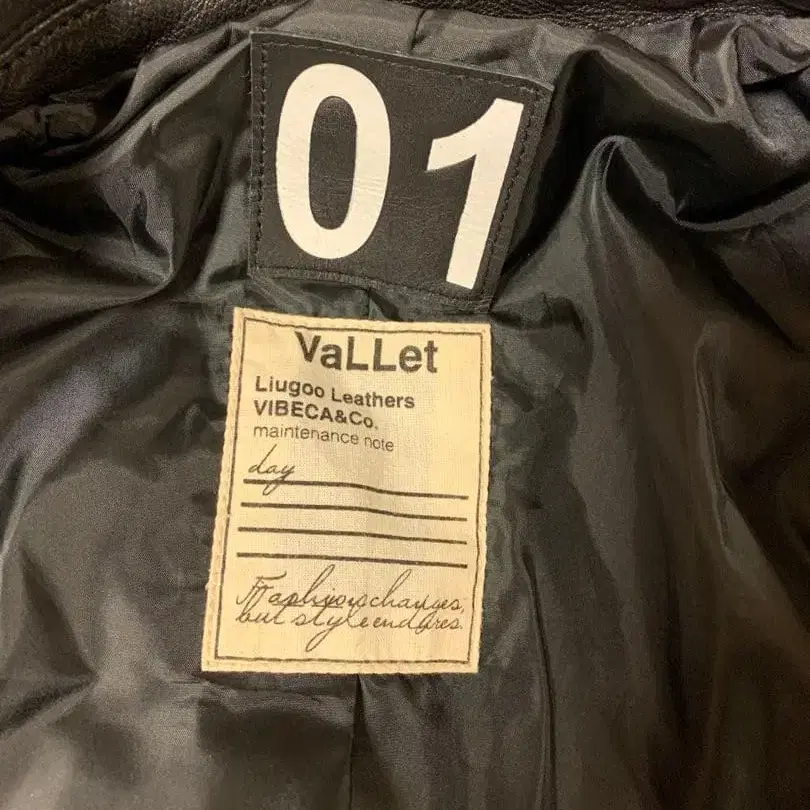 01
VaLLet
Liugoo Leathers
VIBECA&Co.
maintenance note
day
Fashion changes,
but style endures.